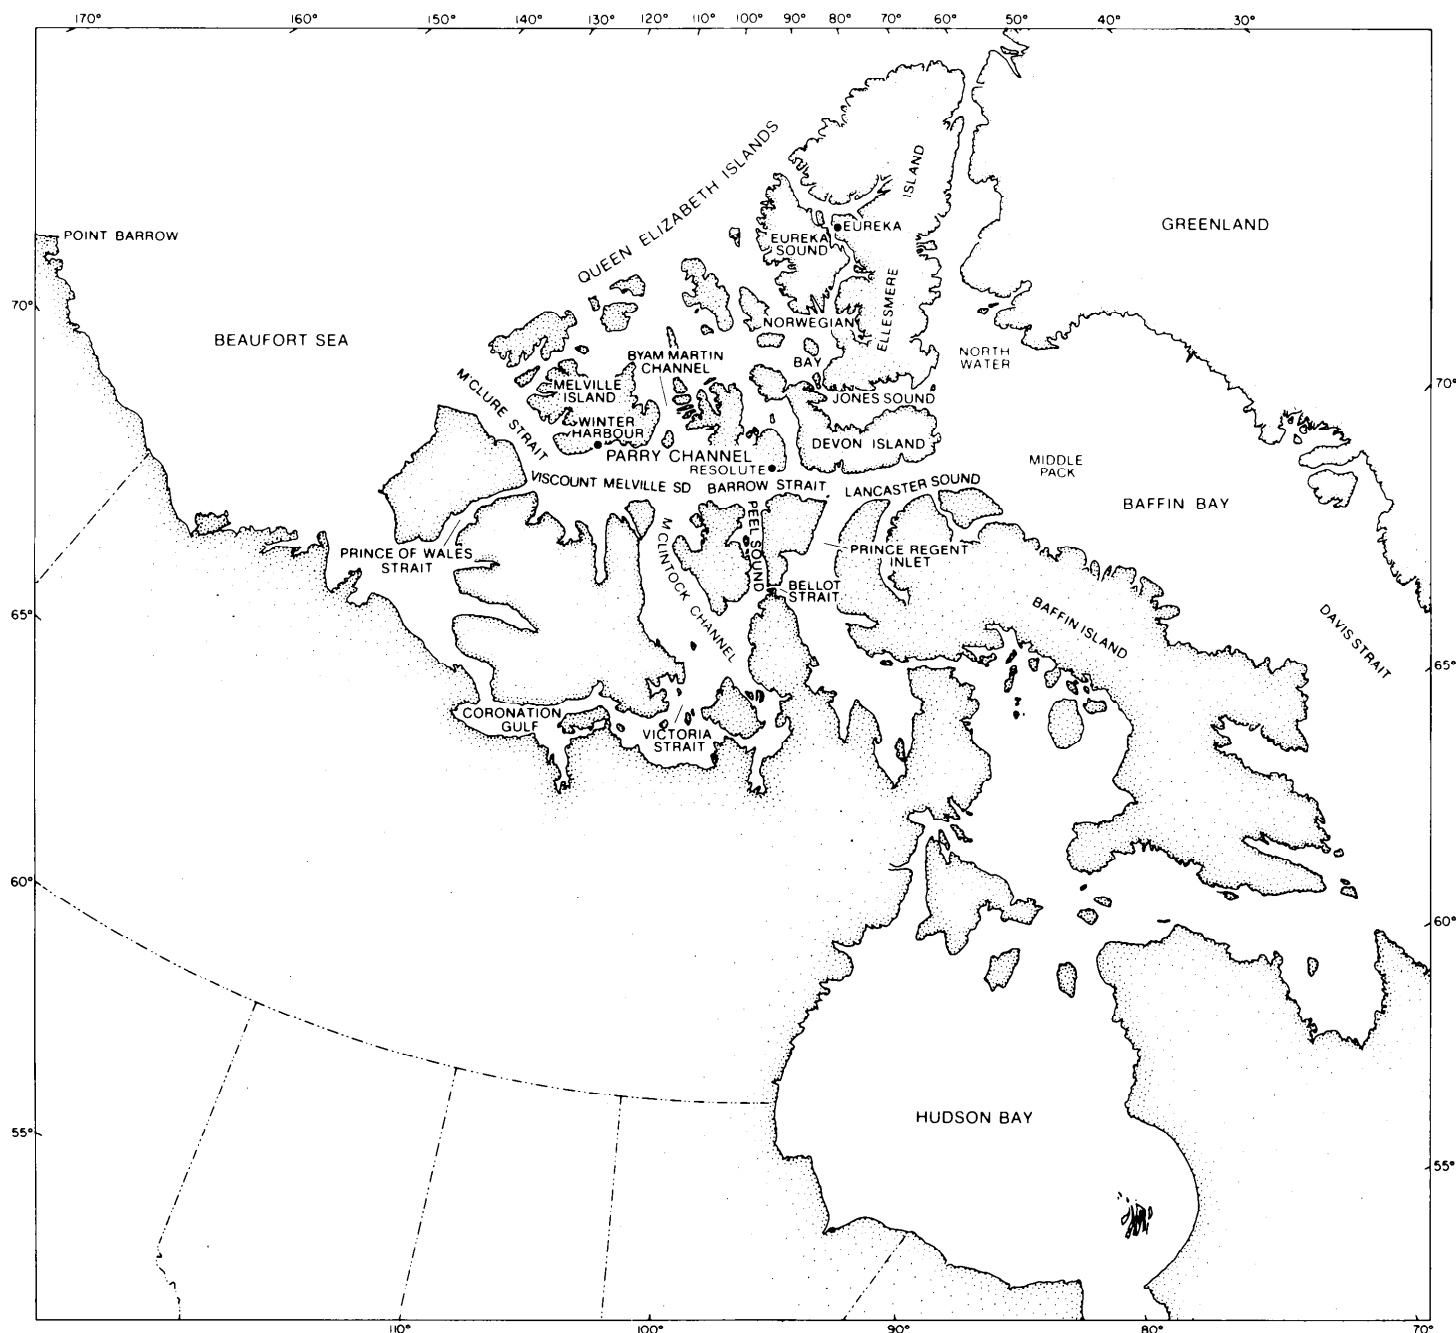 170°
160°
150°
140°
130°
120°
110°
100°
90°
80°
70°
60°
50°
40°
30°
QUEEN ELIZABETH ISLANDS
ISLAND
POINT BARROW
EUREKA
EUREKA
SOUND
GREENLAND
ELLESMERE
70°
BEAUFORT SEA
NORWEGIAN
BAY
NORTH
WATER
BYAM MARTIN
CHANNEL
70°
M'CLURE STRAIT
MELVILLE
ISLAND
JONES SOUND
WINTER
HARBOUR
DEVON ISLAND
PARRY CHANNEL
RESOLUTE
MIDDLE
PACK
VISCOUNT MELVILLE SD
BARROW STRAIT
LANCASTER SOUND
BAFFIN BAY
PEEL SOUND
M'CLINTOCK CHANNEL
PRINCE OF WALES
STRAIT
PRINCE REGENT
INLET
BELLOT
STRAIT
65°
BAFFIN ISLAND
DAVIS STRAIT
65°
CORONATION
GULF
VICTORIA
STRAIT
60°
60°
55°
HUDSON BAY
55°
110°
100°
90°
80°
70°